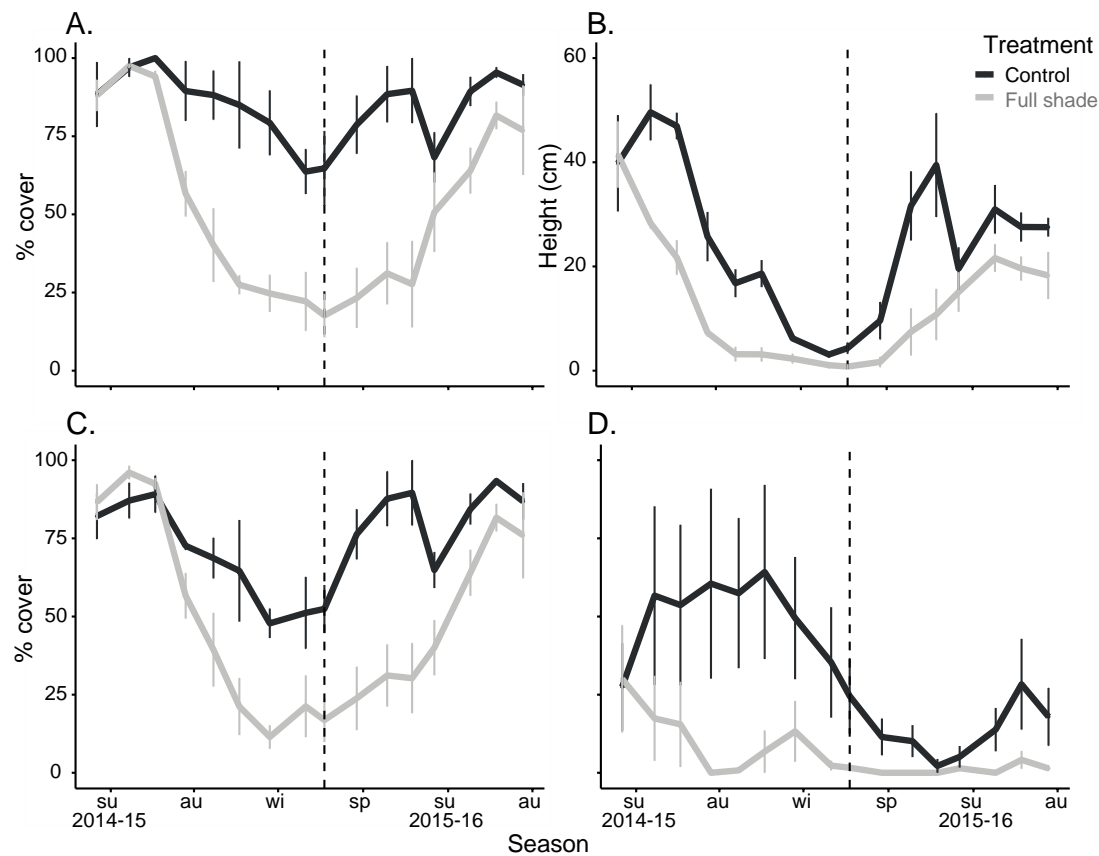 A.
B.
Treatment
Control
Full shade
100
75
50
25
0
% cover
60
40
20
0
Height (cm)
C.
D.
100
75
50
25
0
% cover
su au wi sp su au
2014-15 2015-16
su au wi sp su au
2014-15 2015-16
Season